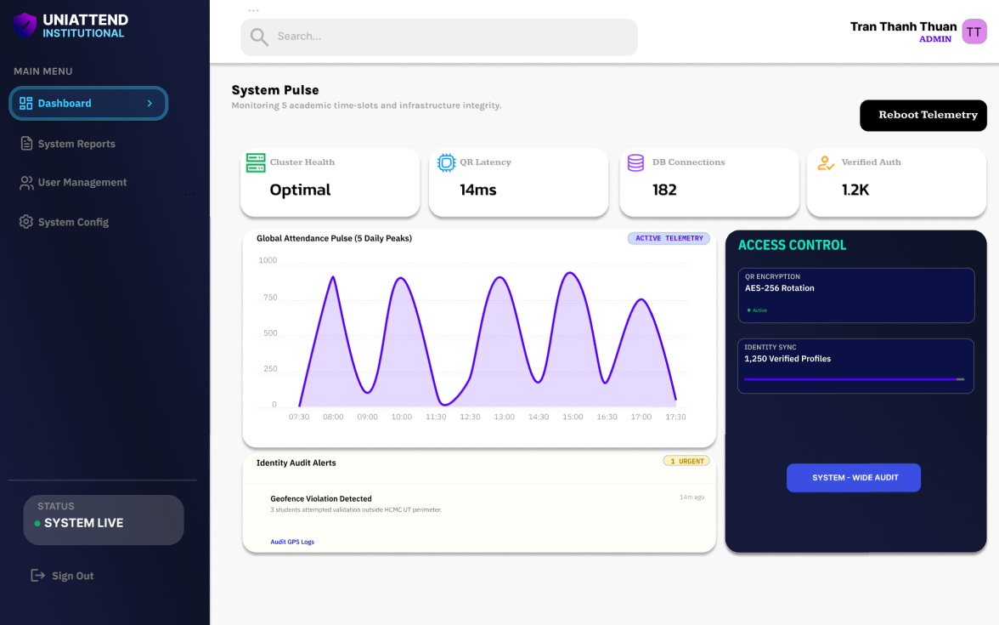 UNIATTEND
INSTITUTIONAL
MAIN MENU
Dashboard
System Reports
User Management
System Config
STATUS
SYSTEM LIVE
Sign Out
Search...
Tran Thanh Thuan
ADMIN
TT
System Pulse
Monitoring 5 academic time-slots and infrastructure integrity.
Reboot Telemetry
Cluster Health
Optimal
QR Latency
14ms
DB Connections
182
Verified Auth
1.2K
Global Attendance Pulse (5 Daily Peaks)
ACTIVE TELEMETRY
1000
750
500
250
0
07:30 08:00 09:00 10:00 11:30 12:30 13:00 14:30 15:00 16:30 17:00 17:30
Identity Audit Alerts
1 URGENT
Geofence Violation Detected
14m ago
3 students attempted validation outside HCMC UT perimeter.
Audit GPS Logs
ACCESS CONTROL
QR ENCRYPTION
AES-256 Rotation
Active
IDENTITY SYNC
1,250 Verified Profiles
SYSTEM - WIDE AUDIT